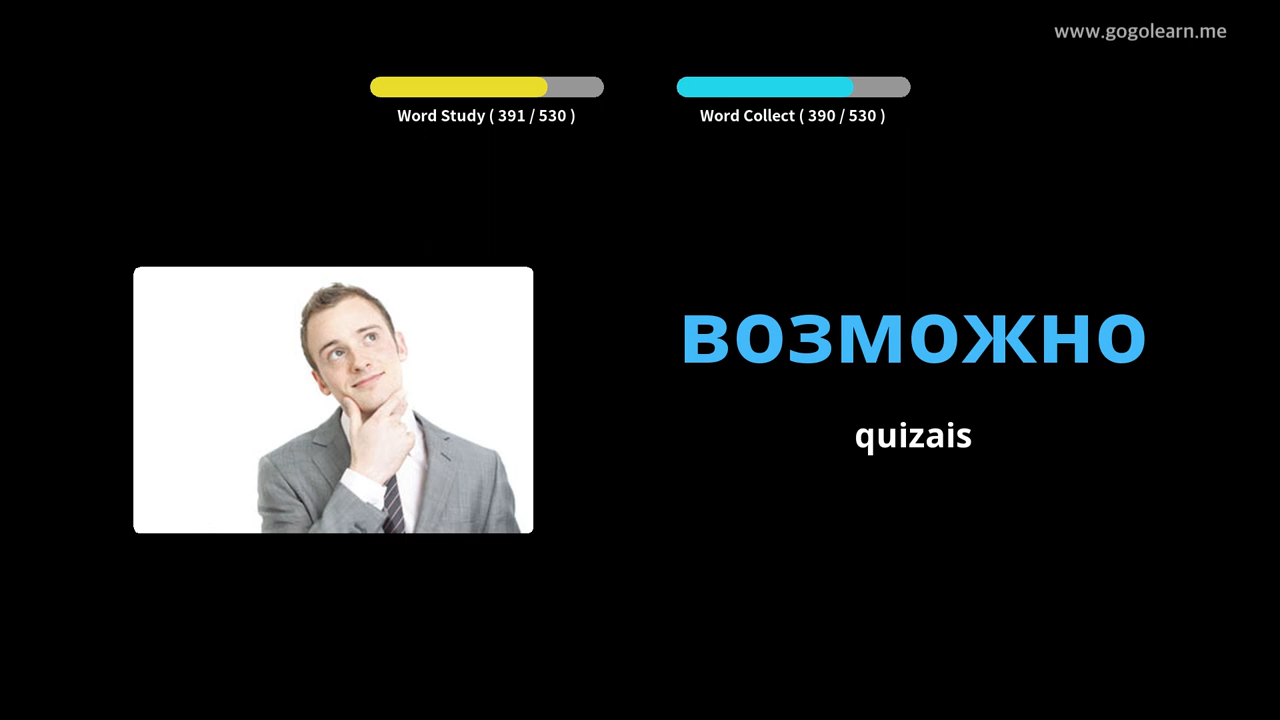 www.gogolearn.me
Word Study ( 391 / 530 )
Word Collect ( 390 / 530 )
возможно
quizais